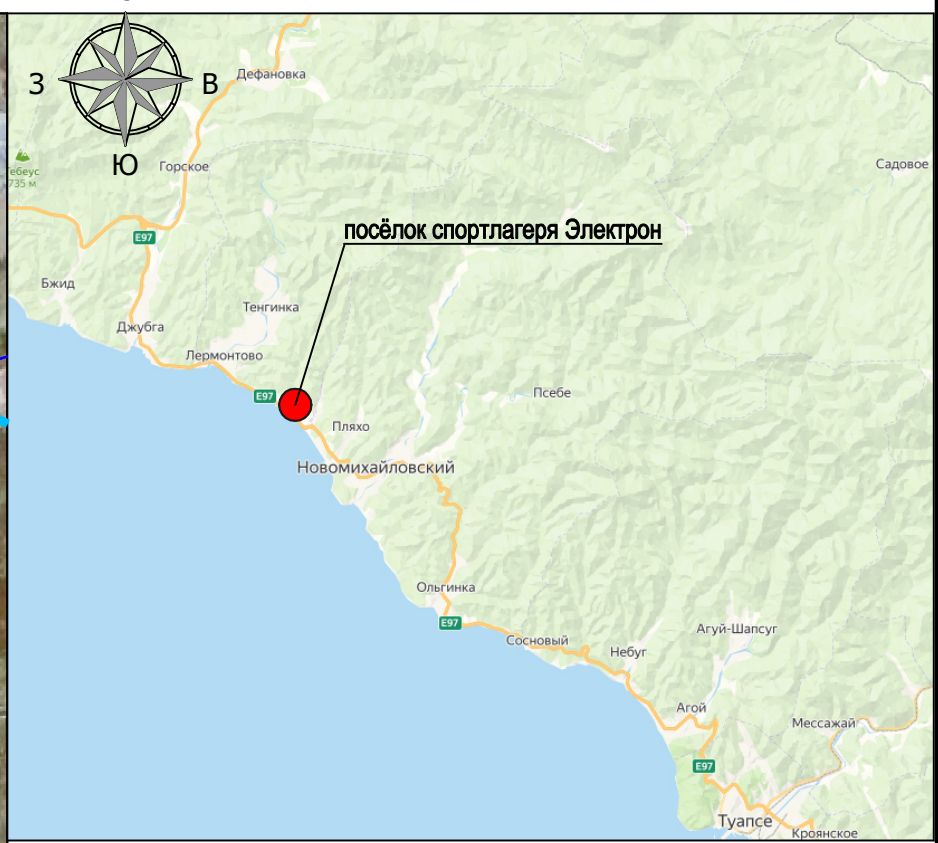 З
В
Ю
Дефановка
Горское
Садовое
735 м
посёлок спортлагеря Электрон
E97
Бжид
Тенгинка
Джубга
Лермонтово
E97
Псебе
Пляхо
Новомихайловский
Ольгинка
E97
Сосновый
Агуй-Шапсуг
Небуг
Агой
Мессажай
E97
Туапсе
Кроянское